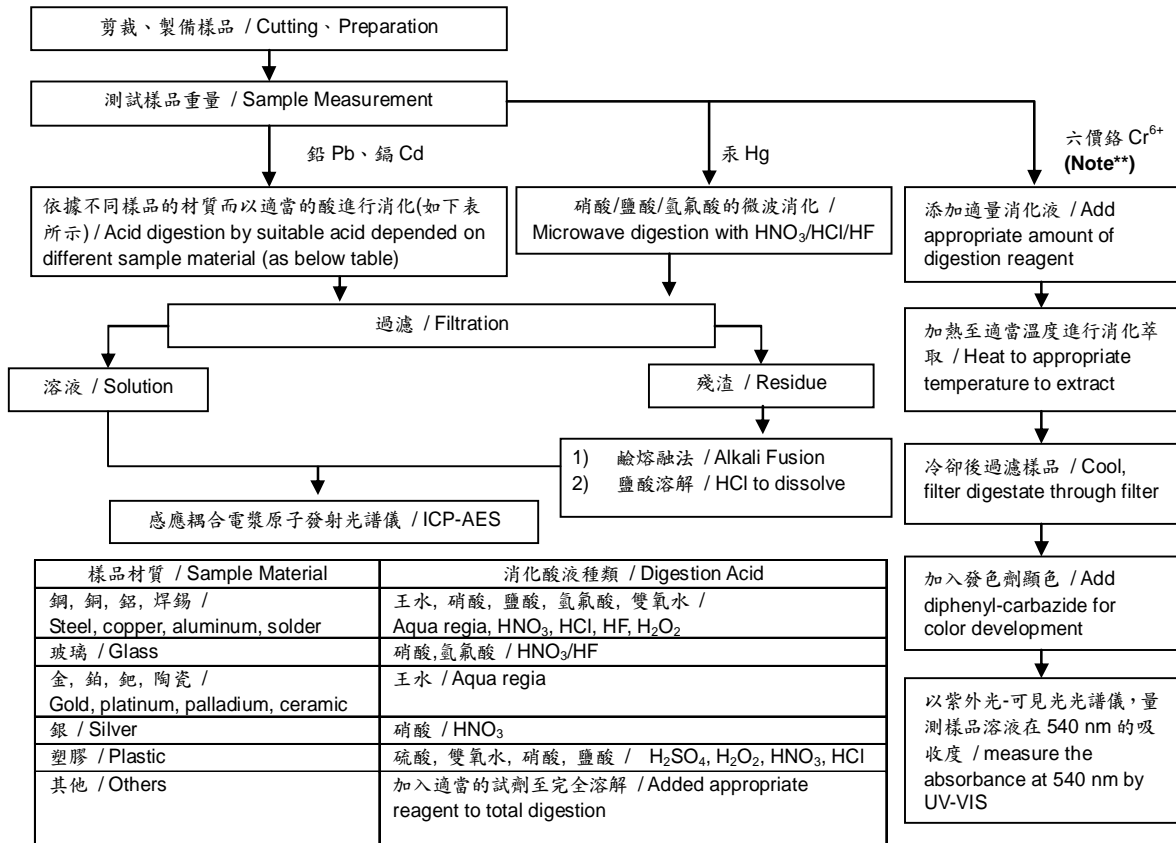 剪裁、製備樣品 / Cutting、Preparation
測試樣品重量 / Sample Measurement
鉛 Pb、鎘 Cd
汞 Hg
六價鉻 Cr6+
(Note**)
依據不同樣品的材質而以適當的酸進行消化(如下表
所示) / Acid digestion by suitable acid depended on
different sample material (as below table)
硝酸/鹽酸/氫氟酸的微波消化 /
Microwave digestion with HNO3/HCl/HF
添加適量消化液 / Add
appropriate amount of
digestion reagent
過濾 / Filtration
加熱至適當溫度進行消化萃
取 / Heat to appropriate
temperature to extract
溶液 / Solution
殘渣 / Residue
1) 鹼熔融法 / Alkali Fusion
2) 鹽酸溶解 / HCl to dissolve
冷卻後過濾樣品 / Cool,
filter digestate through filter
感應耦合電漿原子發射光譜儀 / ICP-AES
加入發色劑顯色 / Add
diphenyl-carbazide for
color development
以紫外光-可見光光譜儀，量
測樣品溶液在 540 nm 的吸
收度 / measure the
absorbance at 540 nm by
UV-VIS
樣品材質 / Sample Material
消化酸液種類 / Digestion Acid
鋼, 銅, 鋁, 焊錫 /
Steel, copper, aluminum, solder
王水, 硝酸, 鹽酸, 氫氟酸, 雙氧水 /
Aqua regia, HNO3, HCl, HF, H2O2
玻璃 / Glass
硝酸,氫氟酸 / HNO3/HF
金, 鉑, 鈀, 陶瓷 /
Gold, platinum, palladium, ceramic
王水 / Aqua regia
銀 / Silver
硝酸 / HNO3
塑膠 / Plastic
硫酸, 雙氧水, 硝酸, 鹽酸 / H2SO4, H2O2, HNO3, HCl
其他 / Others
加入適當的試劑至完全溶解 / Added appropriate
reagent to total digestion